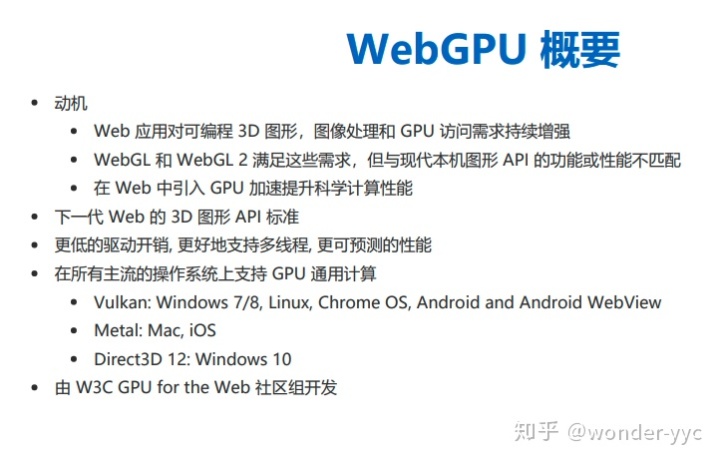 WebGPU 概要
• 动机
• Web 应用对可编程 3D 图形，图像处理和 GPU 访问需求持续增强
• WebGL 和 WebGL 2 满足这些需求，但与现代本机图形 API 的功能或性能不匹配
• 在 Web 中引入 GPU 加速提升科学计算性能
• 下一代 Web 的 3D 图形 API 标准
• 更低的驱动开销, 更好地支持多线程, 更可预测的性能
• 在所有主流的操作系统上支持 GPU 通用计算
• Vulkan: Windows 7/8, Linux, Chrome OS, Android and Android WebView
• Metal: Mac, iOS
• Direct3D 12: Windows 10
• 由 W3C GPU for the Web 社区组开发
知乎 @wonder-yyc